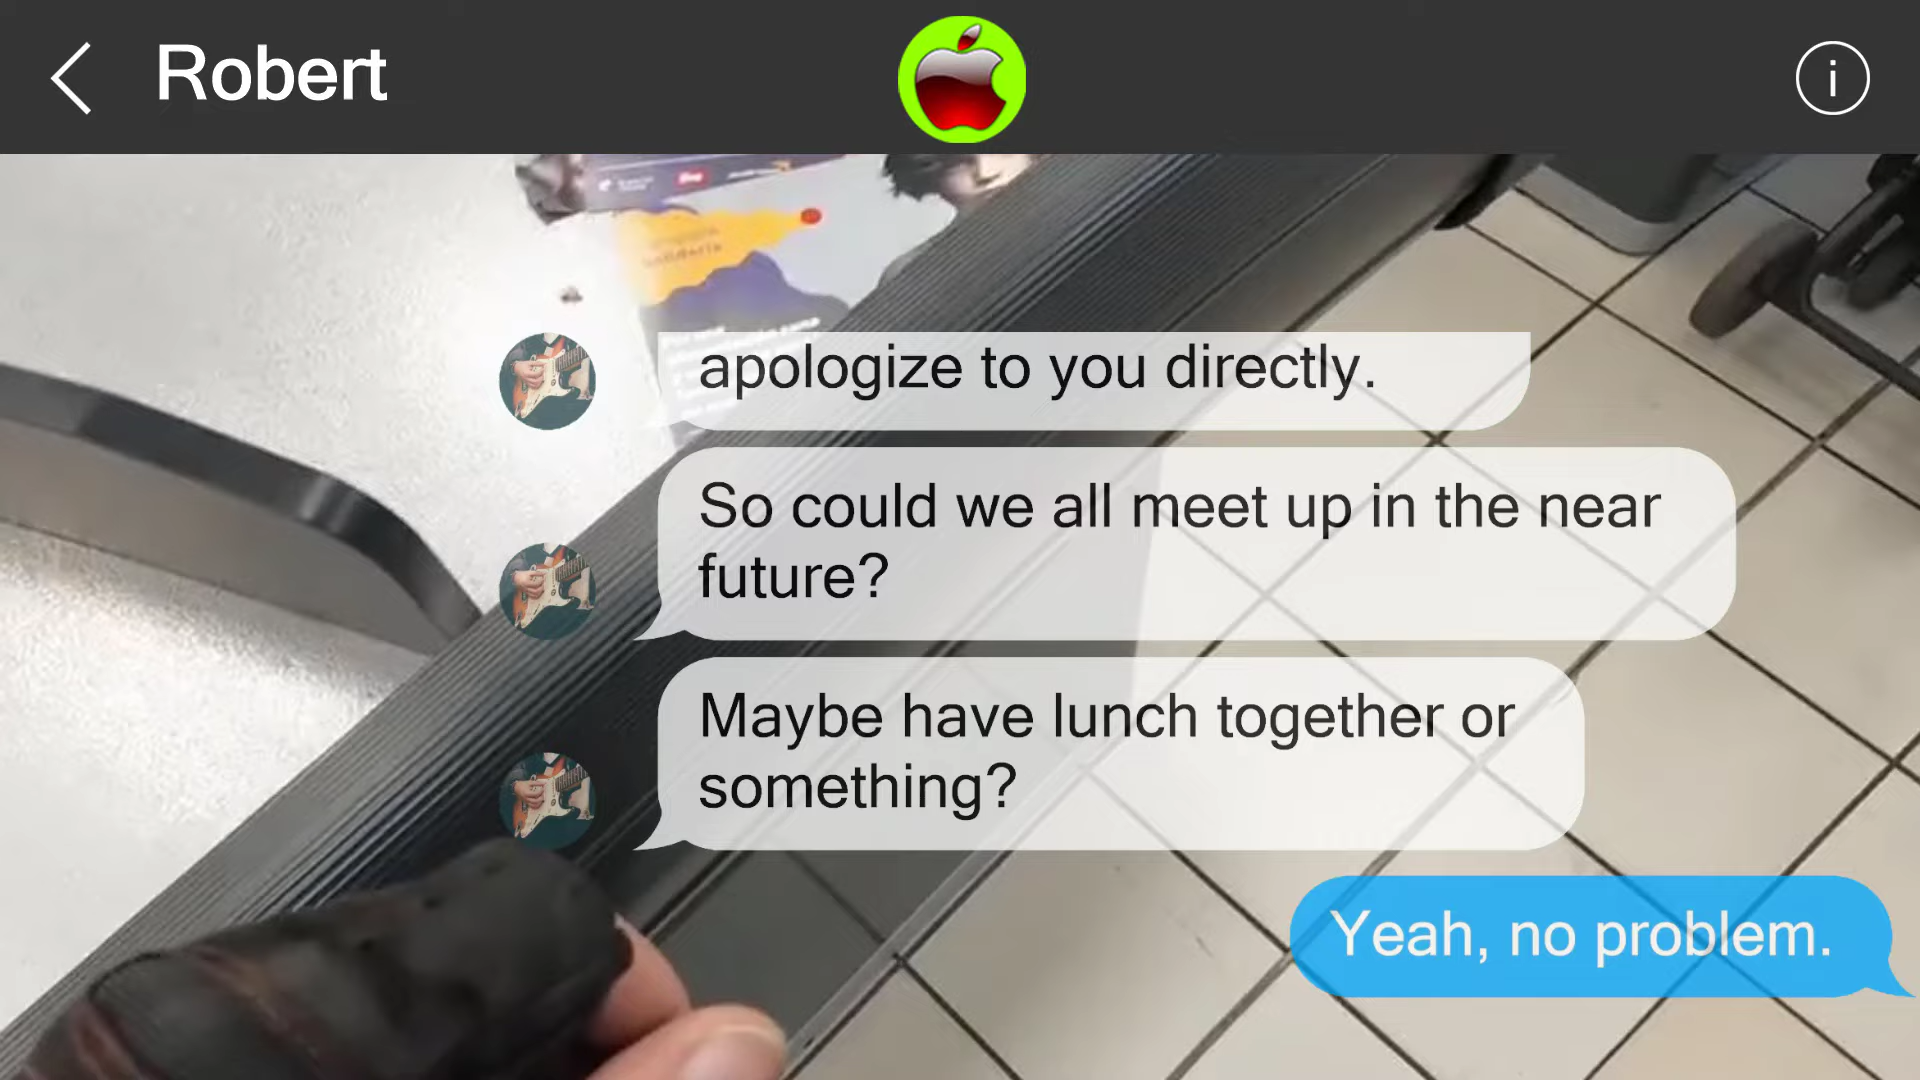 Robert
i
apologize to you directly.
So could we all meet up in the near
future?
Maybe have lunch together or
something?
Yeah, no problem.